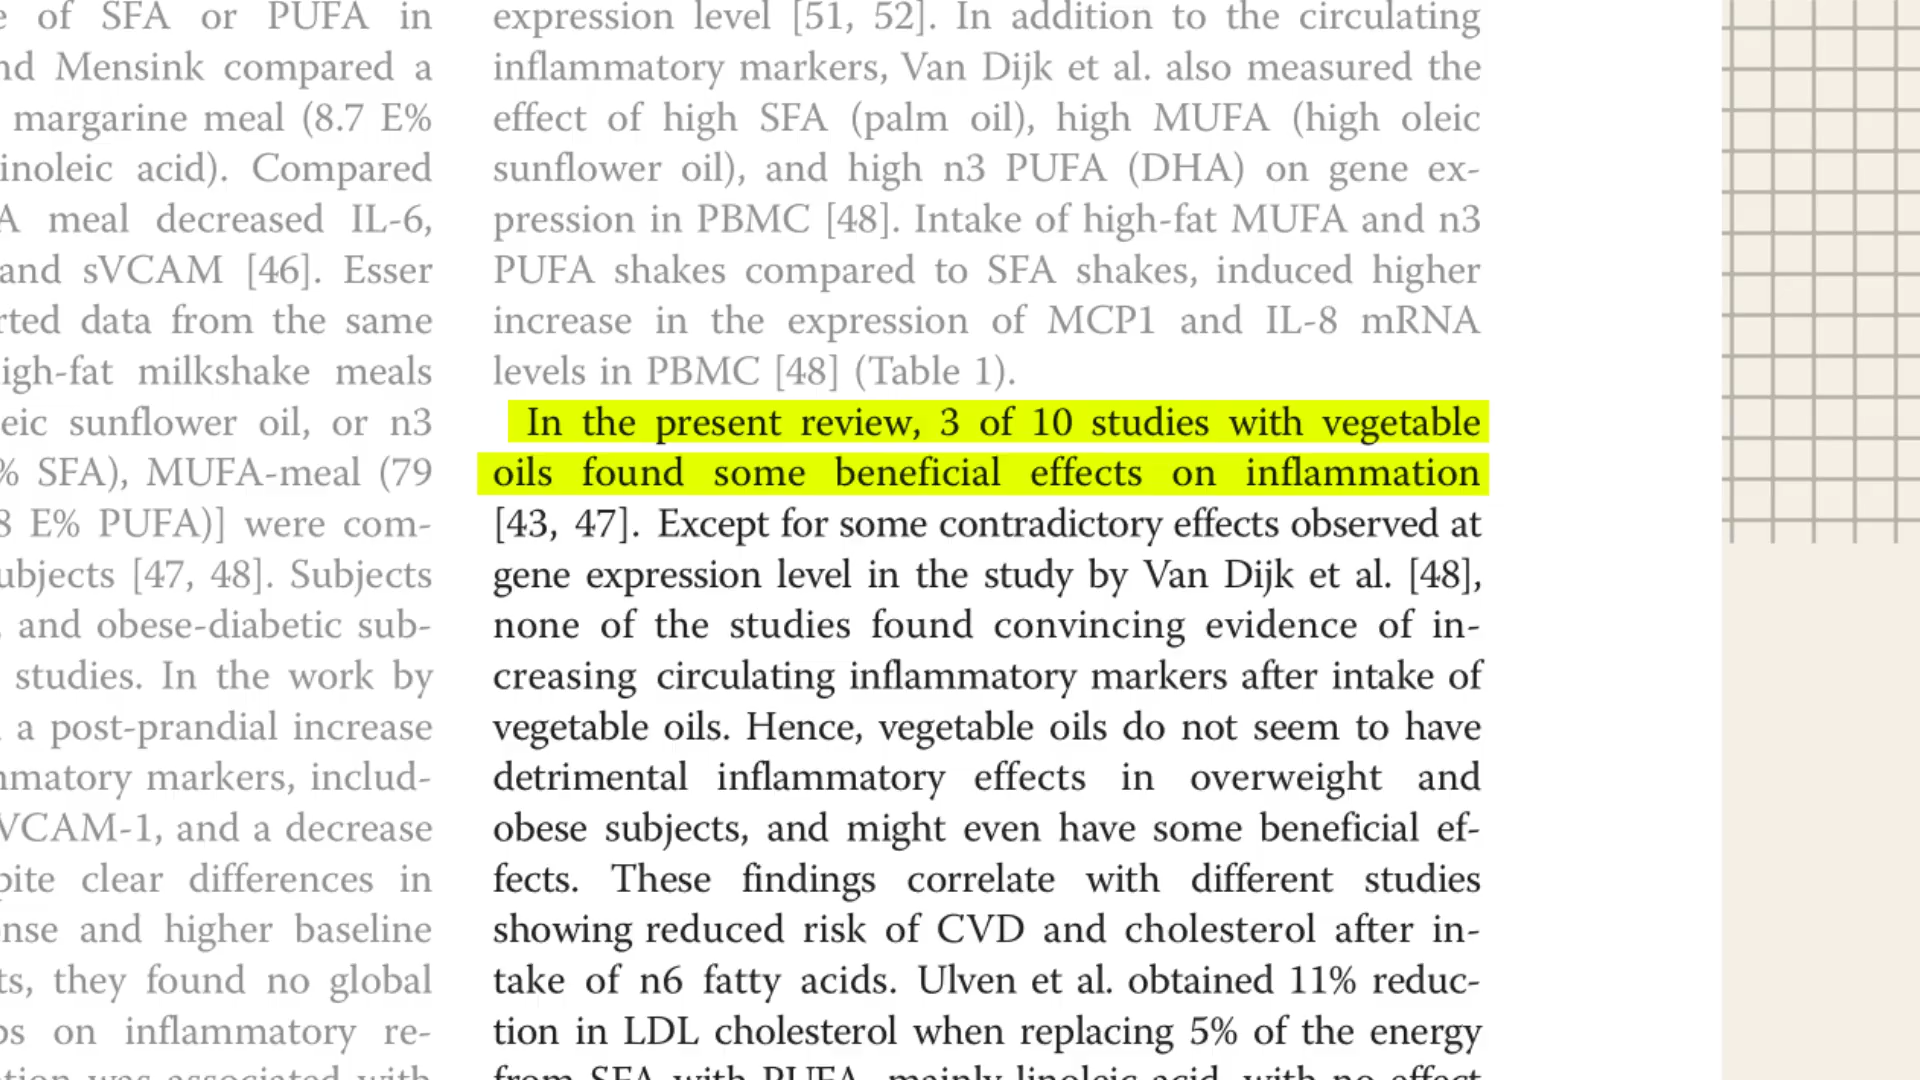 e of SFA or PUFA in
nd Mensink compared a
margarine meal (8.7 E%
inoleic acid). Compared
A meal decreased IL-6,
and sVCAM [46]. Esser
rted data from the same
igh-fat milkshake meals
eic sunflower oil, or n3
% SFA), MUFA-meal (79
8 E% PUFA)] were com-
ubjects [47, 48]. Subjects
, and obese-diabetic sub-
studies. In the work by
a post-prandial increase
mmatory markers, includ-
VCAM-1, and a decrease
pite clear differences in
onse and higher baseline
ts, they found no global
ps on inflammatory re-
tion was associated with
expression level [51, 52]. In addition to the circulating
inflammatory markers, Van Dijk et al. also measured the
effect of high SFA (palm oil), high MUFA (high oleic
sunflower oil), and high n3 PUFA (DHA) on gene ex-
pression in PBMC [48]. Intake of high-fat MUFA and n3
PUFA shakes compared to SFA shakes, induced higher
increase in the expression of MCP1 and IL-8 mRNA
levels in PBMC [48] (Table 1).
In the present review, 3 of 10 studies with vegetable
oils found some beneficial effects on inflammation
[43, 47]. Except for some contradictory effects observed at
gene expression level in the study by Van Dijk et al. [48],
none of the studies found convincing evidence of in-
creasing circulating inflammatory markers after intake of
vegetable oils. Hence, vegetable oils do not seem to have
detrimental inflammatory effects in overweight and
obese subjects, and might even have some beneficial ef-
fects. These findings correlate with different studies
showing reduced risk of CVD and cholesterol after in-
take of n6 fatty acids. Ulven et al. obtained 11% reduc-
tion in LDL cholesterol when replacing 5% of the energy
from SFA with PUFA, mainly linoleic acid, with no effect